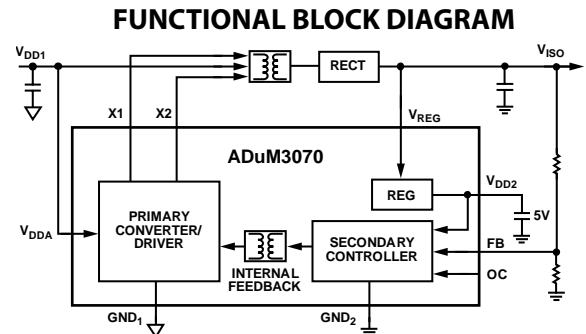 FUNCTIONAL BLOCK DIAGRAM
VDD1
RECT
VISO
X1
X2
VREG
ADuM3070
REG
VDD2
5V
PRIMARY
CONVERTER/
DRIVER
VDDA
INTERNAL
FEEDBACK
SECONDARY
CONTROLLER
FB
OC
GND1
GND2